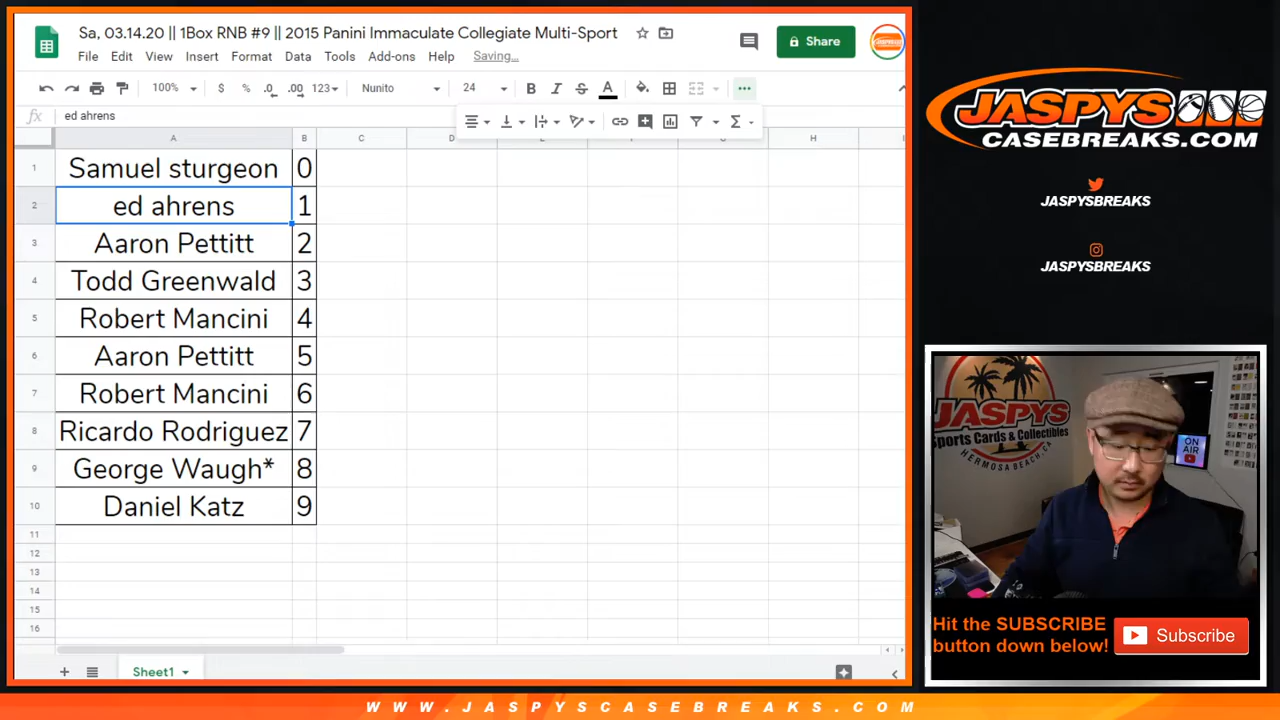 Sa, 03.14.20 || 1Box RNB #9 || 2015 Panini Immaculate Collegiate Multi-Sport
Share
File Edit View Insert Format Data Tools Add-ons Help Saving...
100% $ % .0 .00 123 Nunito 24 B I S A
fx ed ahrens
A B C D E F G H I
1 Samuel sturgeon 0
2 ed ahrens 1
3 Aaron Pettitt 2
4 Todd Greenwald 3
5 Robert Mancini 4
6 Aaron Pettitt 5
7 Robert Mancini 6
8 Ricardo Rodriguez 7
9 George Waugh* 8
10 Daniel Katz 9
11
12
13
14
15
16
Sheet1
JASPYS
CASEBREAKS.COM
JASPYSBREAKS
JASPYSBREAKS
JASPYS
Sports Cards & Collectibles
HERMOSA BEACH, CA
ON
AIR
Hit the SUBSCRIBE
button down below!
Subscribe
WWW.JASPYSCASEBREAKS.COM